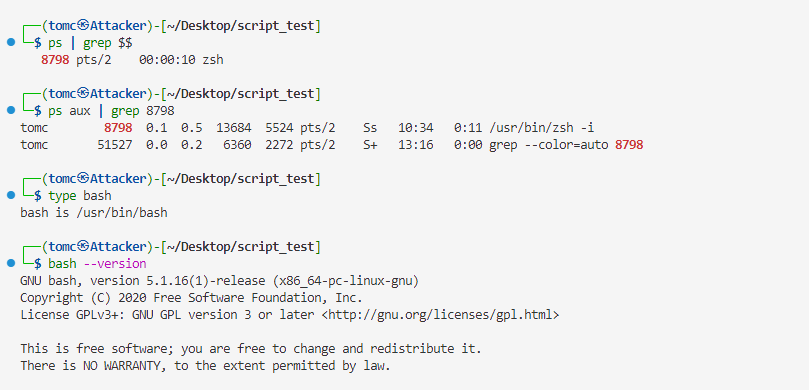 ┌──(tomc㉿Attacker)-[~/Desktop/script_test]
└─$ ps | grep $$
   8798 pts/2    00:00:10 zsh

┌──(tomc㉿Attacker)-[~/Desktop/script_test]
└─$ ps aux | grep 8798
tomc        8798  0.1  0.5  13684  5524 pts/2    Ss   10:34   0:11 /usr/bin/zsh -i
tomc       51527  0.0  0.2   6360  2272 pts/2    S+   13:16   0:00 grep --color=auto 8798

┌──(tomc㉿Attacker)-[~/Desktop/script_test]
└─$ type bash
bash is /usr/bin/bash

┌──(tomc㉿Attacker)-[~/Desktop/script_test]
└─$ bash --version
GNU bash, version 5.1.16(1)-release (x86_64-pc-linux-gnu)
Copyright (C) 2020 Free Software Foundation, Inc.
License GPLv3+: GNU GPL version 3 or later <http://gnu.org/licenses/gpl.html>

This is free software; you are free to change and redistribute it.
There is NO WARRANTY, to the extent permitted by law.